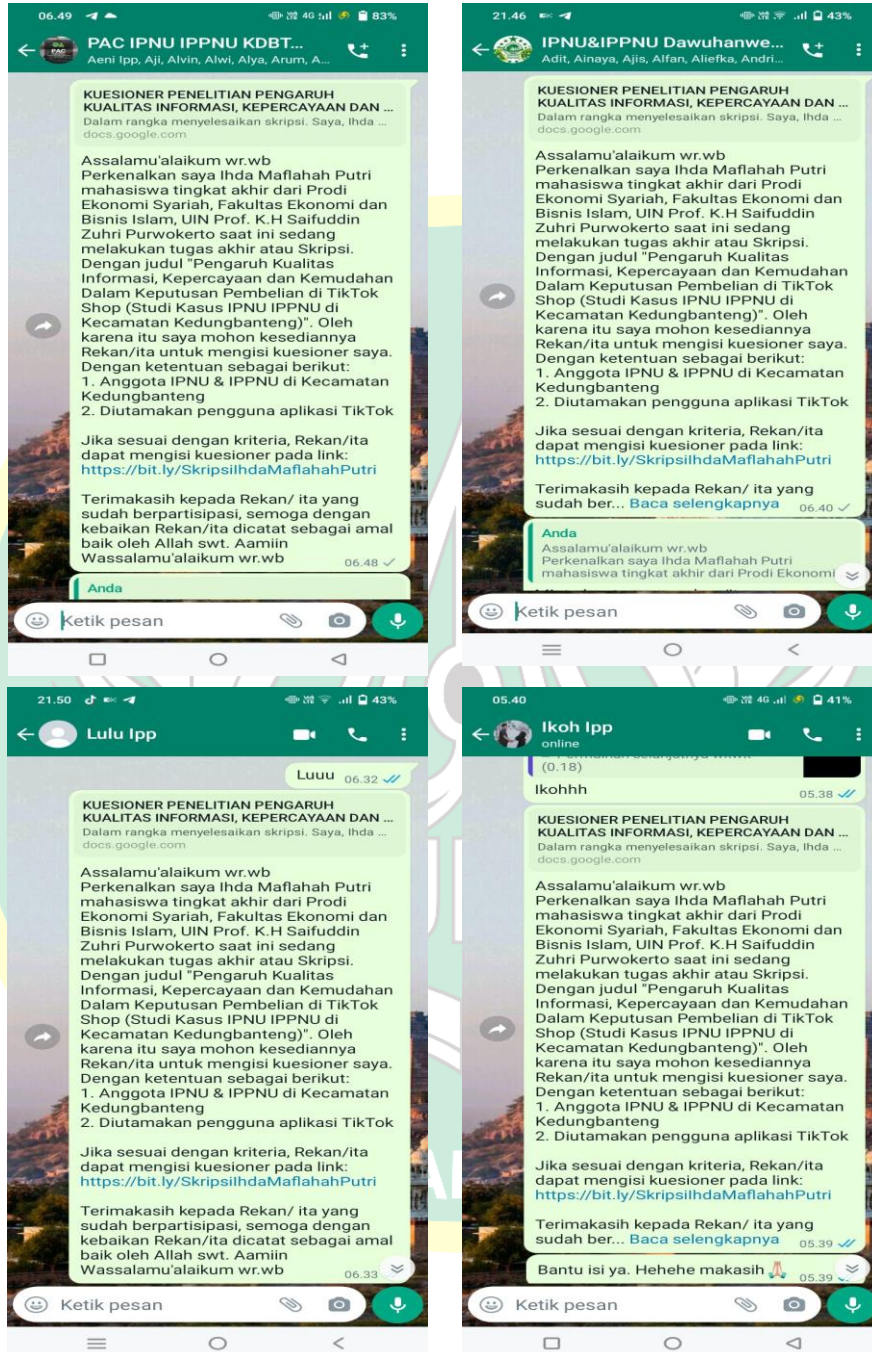 06.49
4G
83%
PAC IPNU IPPNU KDBT...
Aeni Ipp, Aji, Alvin, Alwi, Alya, Arum, A...
KUESIONER PENELITIAN PENGARUH
KUALITAS INFORMASI, KEPERCAYAAN DAN ...
Dalam rangka menyelesaikan skripsi. Saya, Ihda ...
docs.google.com
Assalamu'alaikum wr.wb
Perkenalkan saya Ihda Maflahah Putri
mahasiswa tingkat akhir dari Prodi
Ekonomi Syariah, Fakultas Ekonomi dan
Bisnis Islam, UIN Prof. K.H Saifuddin
Zuhri Purwokerto saat ini sedang
melakukan tugas akhir atau Skripsi.
Dengan judul "Pengaruh Kualitas
Informasi, Kepercayaan dan Kemudahan
Dalam Keputusan Pembelian di TikTok
Shop (Studi Kasus IPNU IPPNU di
Kecamatan Kedungbanteng)". Oleh
karena itu saya mohon kesediannya
Rekan/ita untuk mengisi kuesioner saya.
Dengan ketentuan sebagai berikut:
1. Anggota IPNU & IPPNU di Kecamatan
Kedungbanteng
2. Diutamakan pengguna aplikasi TikTok
Jika sesuai dengan kriteria, Rekan/ita
dapat mengisi kuesioner pada link:
https://bit.ly/SkripsiIhdaMaflahahPutri
Terimakasih kepada Rekan/ ita yang
sudah berpartisipasi, semoga dengan
kebaikan Rekan/ita dicatat sebagai amal
baik oleh Allah swt. Aamiin
Wassalamu'alaikum wr.wb
06.48
Anda
Ketik pesan
21.46
43%
IPNU&IPPNU Dawuhanwe...
Adit, Ainaya, Ajis, Alfan, Aliefka, Andri...
KUESIONER PENELITIAN PENGARUH
KUALITAS INFORMASI, KEPERCAYAAN DAN ...
Dalam rangka menyelesaikan skripsi. Saya, Ihda ...
docs.google.com
Assalamu'alaikum wr.wb
Perkenalkan saya Ihda Maflahah Putri
mahasiswa tingkat akhir dari Prodi
Ekonomi Syariah, Fakultas Ekonomi dan
Bisnis Islam, UIN Prof. K.H Saifuddin
Zuhri Purwokerto saat ini sedang
melakukan tugas akhir atau Skripsi.
Dengan judul "Pengaruh Kualitas
Informasi, Kepercayaan dan Kemudahan
Dalam Keputusan Pembelian di TikTok
Shop (Studi Kasus IPNU IPPNU di
Kecamatan Kedungbanteng)". Oleh
karena itu saya mohon kesediannya
Rekan/ita untuk mengisi kuesioner saya.
Dengan ketentuan sebagai berikut:
1. Anggota IPNU & IPPNU di Kecamatan
Kedungbanteng
2. Diutamakan pengguna aplikasi TikTok
Jika sesuai dengan kriteria, Rekan/ita
dapat mengisi kuesioner pada link:
https://bit.ly/SkripsiIhdaMaflahahPutri
Terimakasih kepada Rekan/ ita yang
sudah ber... Baca selengkapnya
06.40
Anda
Assalamu'alaikum wr.wb
Perkenalkan saya Ihda Maflahah Putri
mahasiswa tingkat akhir dari Prodi Ekonomi
Ketik pesan
21.50
43%
Lulu Ipp
Luuu
06.32
KUESIONER PENELITIAN PENGARUH
KUALITAS INFORMASI, KEPERCAYAAN DAN ...
Dalam rangka menyelesaikan skripsi. Saya, Ihda ...
docs.google.com
Assalamu'alaikum wr.wb
Perkenalkan saya Ihda Maflahah Putri
mahasiswa tingkat akhir dari Prodi
Ekonomi Syariah, Fakultas Ekonomi dan
Bisnis Islam, UIN Prof. K.H Saifuddin
Zuhri Purwokerto saat ini sedang
melakukan tugas akhir atau Skripsi.
Dengan judul "Pengaruh Kualitas
Informasi, Kepercayaan dan Kemudahan
Dalam Keputusan Pembelian di TikTok
Shop (Studi Kasus IPNU IPPNU di
Kecamatan Kedungbanteng)". Oleh
karena itu saya mohon kesediannya
Rekan/ita untuk mengisi kuesioner saya.
Dengan ketentuan sebagai berikut:
1. Anggota IPNU & IPPNU di Kecamatan
Kedungbanteng
2. Diutamakan pengguna aplikasi TikTok
Jika sesuai dengan kriteria, Rekan/ita
dapat mengisi kuesioner pada link:
https://bit.ly/SkripsiIhdaMaflahahPutri
Terimakasih kepada Rekan/ ita yang
sudah berpartisipasi, semoga dengan
kebaikan Rekan/ita dicatat sebagai amal
baik oleh Allah swt. Aamiin
Wassalamu'alaikum wr.wb
06.33
Ketik pesan
05.40
4G
41%
Ikoh Ipp
online
(0.18)
Ikohhh
05.38
KUESIONER PENELITIAN PENGARUH
KUALITAS INFORMASI, KEPERCAYAAN DAN ...
Dalam rangka menyelesaikan skripsi. Saya, Ihda ...
docs.google.com
Assalamu'alaikum wr.wb
Perkenalkan saya Ihda Maflahah Putri
mahasiswa tingkat akhir dari Prodi
Ekonomi Syariah, Fakultas Ekonomi dan
Bisnis Islam, UIN Prof. K.H Saifuddin
Zuhri Purwokerto saat ini sedang
melakukan tugas akhir atau Skripsi.
Dengan judul "Pengaruh Kualitas
Informasi, Kepercayaan dan Kemudahan
Dalam Keputusan Pembelian di TikTok
Shop (Studi Kasus IPNU IPPNU di
Kecamatan Kedungbanteng)". Oleh
karena itu saya mohon kesediannya
Rekan/ita untuk mengisi kuesioner saya.
Dengan ketentuan sebagai berikut:
1. Anggota IPNU & IPPNU di Kecamatan
Kedungbanteng
2. Diutamakan pengguna aplikasi TikTok
Jika sesuai dengan kriteria, Rekan/ita
dapat mengisi kuesioner pada link:
https://bit.ly/SkripsiIhdaMaflahahPutri
Terimakasih kepada Rekan/ ita yang
sudah ber... Baca selengkapnya
05.39
Bantu isi ya. Hehehe makasih 🙏
05.39
Ketik pesan